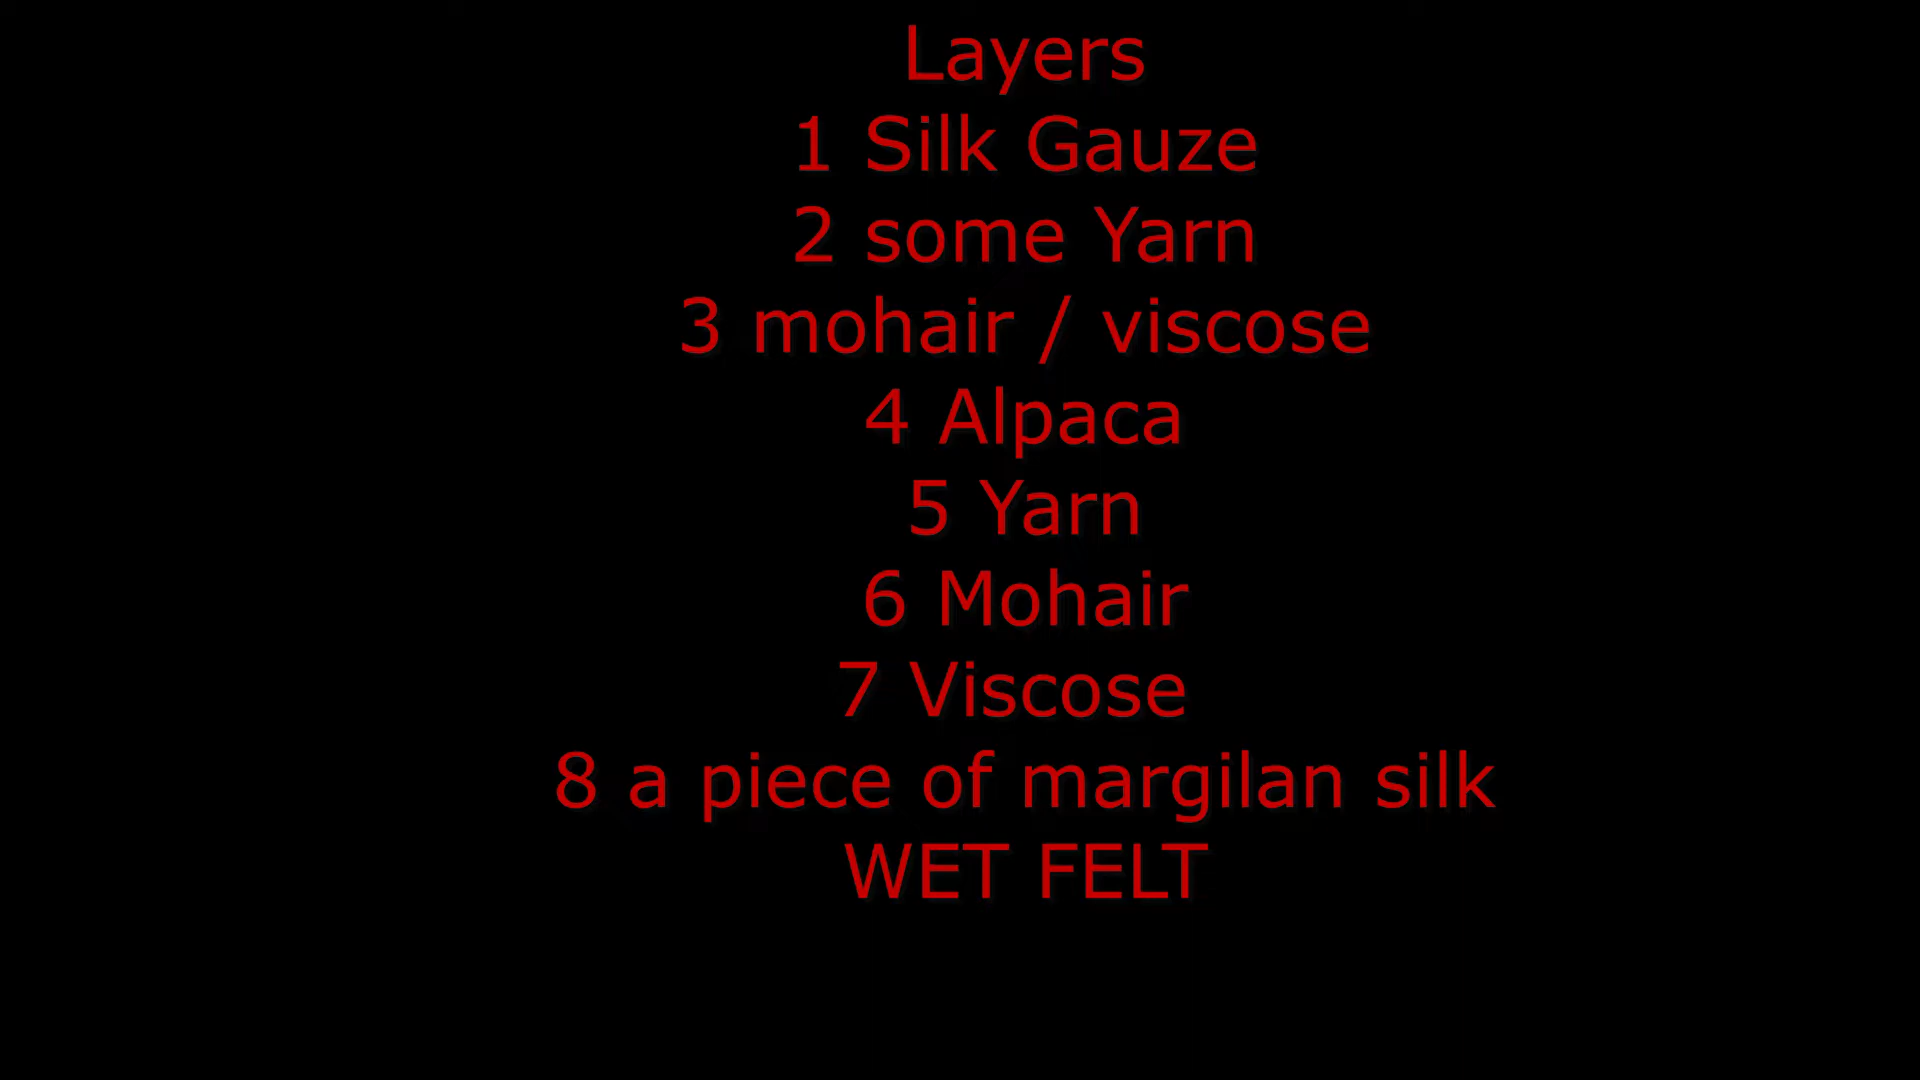 Layers
1 Silk Gauze
2 some Yarn
3 mohair / viscose
4 Alpaca
5 Yarn
6 Mohair
7 Viscose
8 a piece of margilan silk
WET FELT